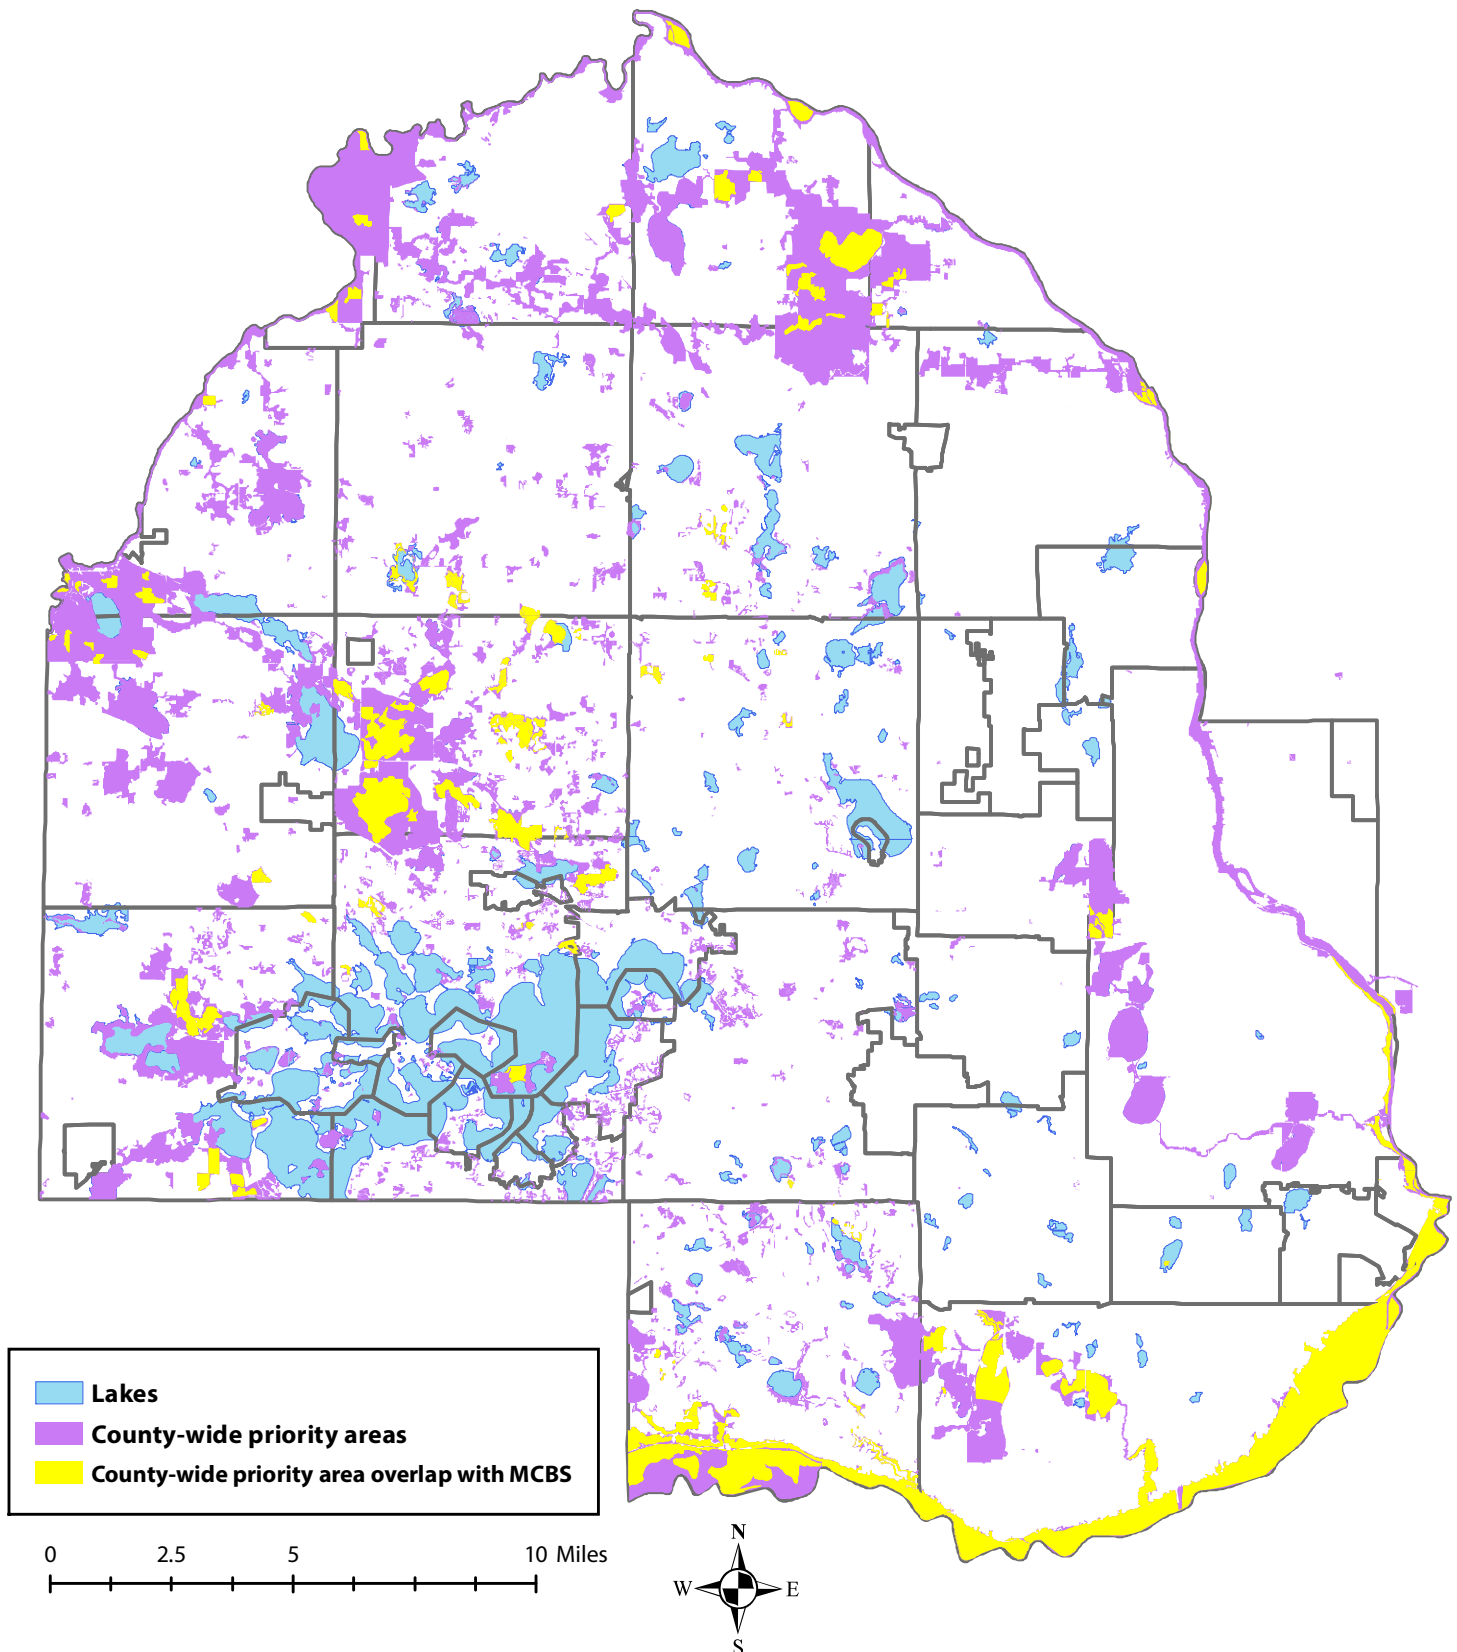 Lakes
County-wide priority areas
County-wide priority area overlap with MCBS
0 2.5 5 10 Miles
N
W E
S